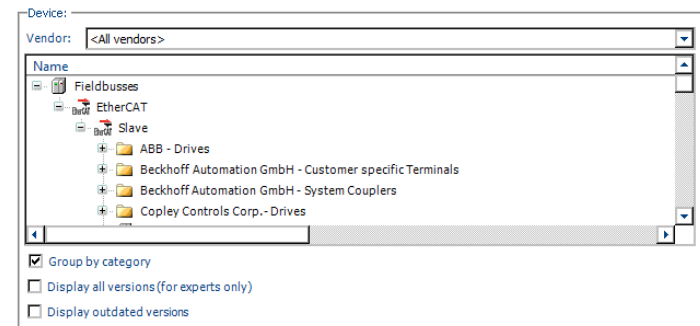 Device:
Vendor: <All vendors>
Name
Fieldbusses
EtherCAT
Slave
ABB - Drives
Beckhoff Automation GmbH - Customer specific Terminals
Beckhoff Automation GmbH - System Couplers
Copley Controls Corp.- Drives
Group by category
Display all versions(for experts only)
Display outdated versions